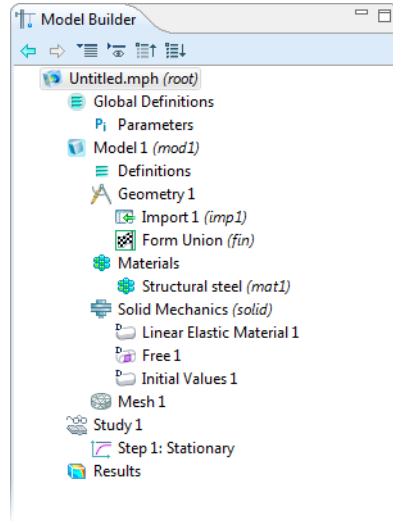 Model Builder
Untitled.mph (root)
Global Definitions
Pi Parameters
Model 1 (mod1)
Definitions
Geometry 1
Import 1 (imp1)
Form Union (fin)
Materials
Structural steel (mat1)
Solid Mechanics (solid)
D Linear Elastic Material 1
D Free 1
D Initial Values 1
Mesh 1
Study 1
Step 1: Stationary
Results